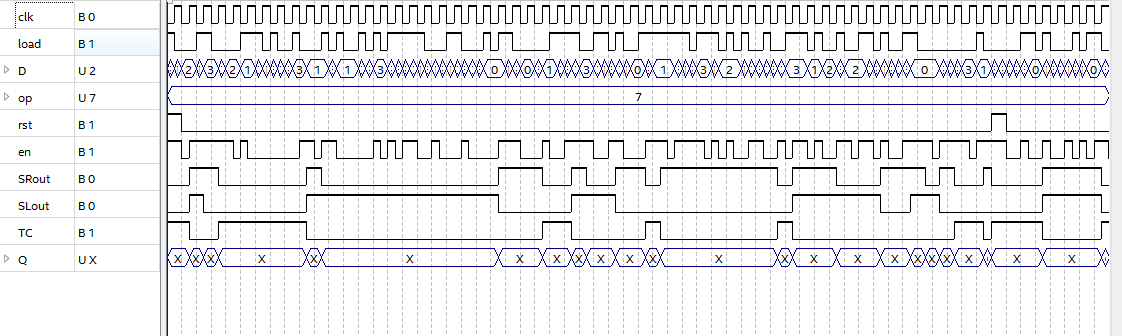 clk B 0
load B 1
D U 2 2 3 2 1 3 1 1 3 0 0 1 3 0 1 3 2 3 1 2 2 0 3 1 0 0
op U 7 7
rst B 1
en B 1
SRout B 0
SLout B 0
TC B 1
Q U X X X X X X X X X X X X X X X X X X X X X X X X X